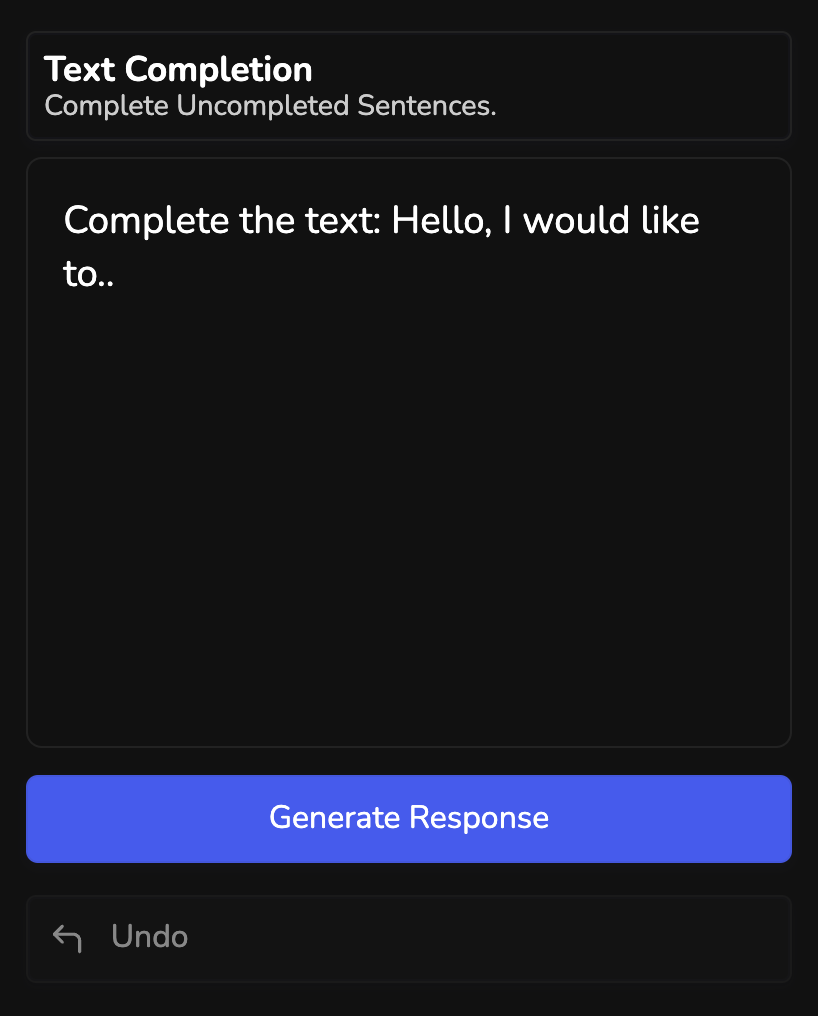 Text Completion
Complete Uncompleted Sentences.
Complete the text: Hello, I would like
to..
Generate Response
Undo